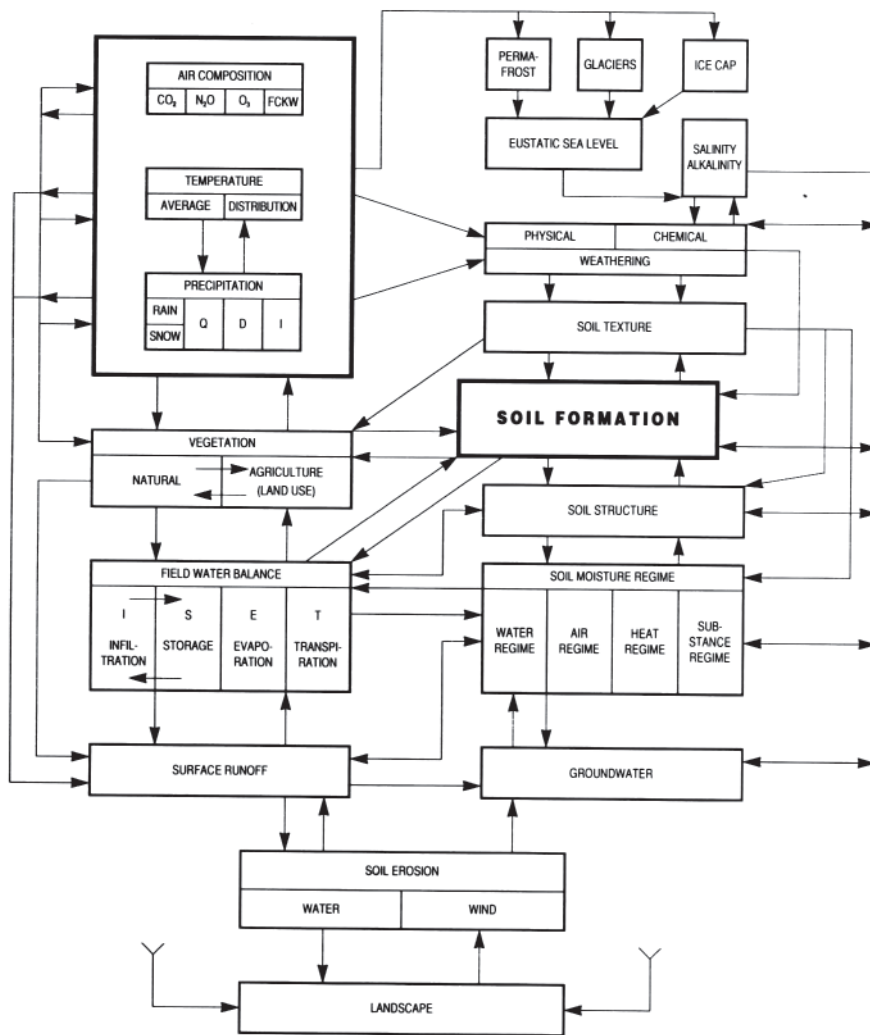 PERMA-
FROST
GLACIERS
ICE CAP
AIR COMPOSITION
CO₂ N₂O O₃ FCKW
EUSTATIC SEA LEVEL
SALINITY
ALKALINITY
TEMPERATURE
AVERAGE DISTRIBUTION
PHYSICAL CHEMICAL
WEATHERING
PRECIPITATION
RAIN
SNOW
Q D I
SOIL TEXTURE
SOIL FORMATION
VEGETATION
NATURAL
AGRICULTURE
(LAND USE)
SOIL STRUCTURE
FIELD WATER BALANCE
I S E T
INFIL-
TRATION
STORAGE
EVAPO-
RATION
TRANSPI-
RATION
SOIL MOISTURE REGIME
WATER
REGIME
AIR
REGIME
HEAT
REGIME
SUB-
STANCE
REGIME
SURFACE RUNOFF
GROUNDWATER
SOIL EROSION
WATER WIND
LANDSCAPE